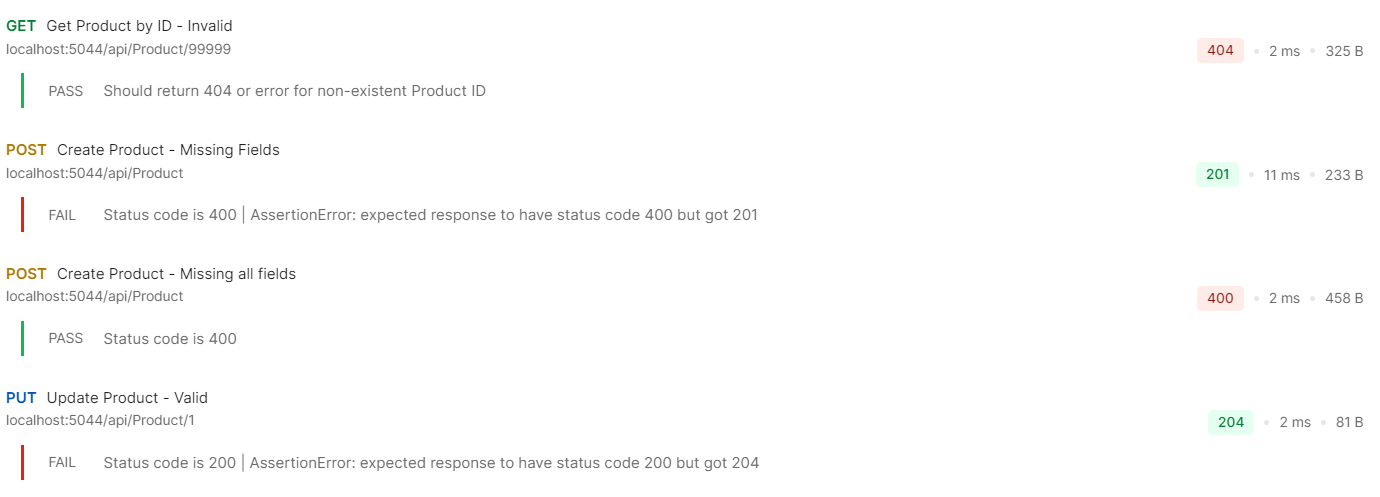 GET Get Product by ID - Invalid
localhost:5044/api/Product/99999
404 • 2 ms • 325 B
PASS Should return 404 or error for non-existent Product ID
POST Create Product - Missing Fields
localhost:5044/api/Product
201 • 11 ms • 233 B
FAIL Status code is 400 | AssertionError: expected response to have status code 400 but got 201
POST Create Product - Missing all fields
localhost:5044/api/Product
400 • 2 ms • 458 B
PASS Status code is 400
PUT Update Product - Valid
localhost:5044/api/Product/1
204 • 2 ms • 81 B
FAIL Status code is 200 | AssertionError: expected response to have status code 200 but got 204